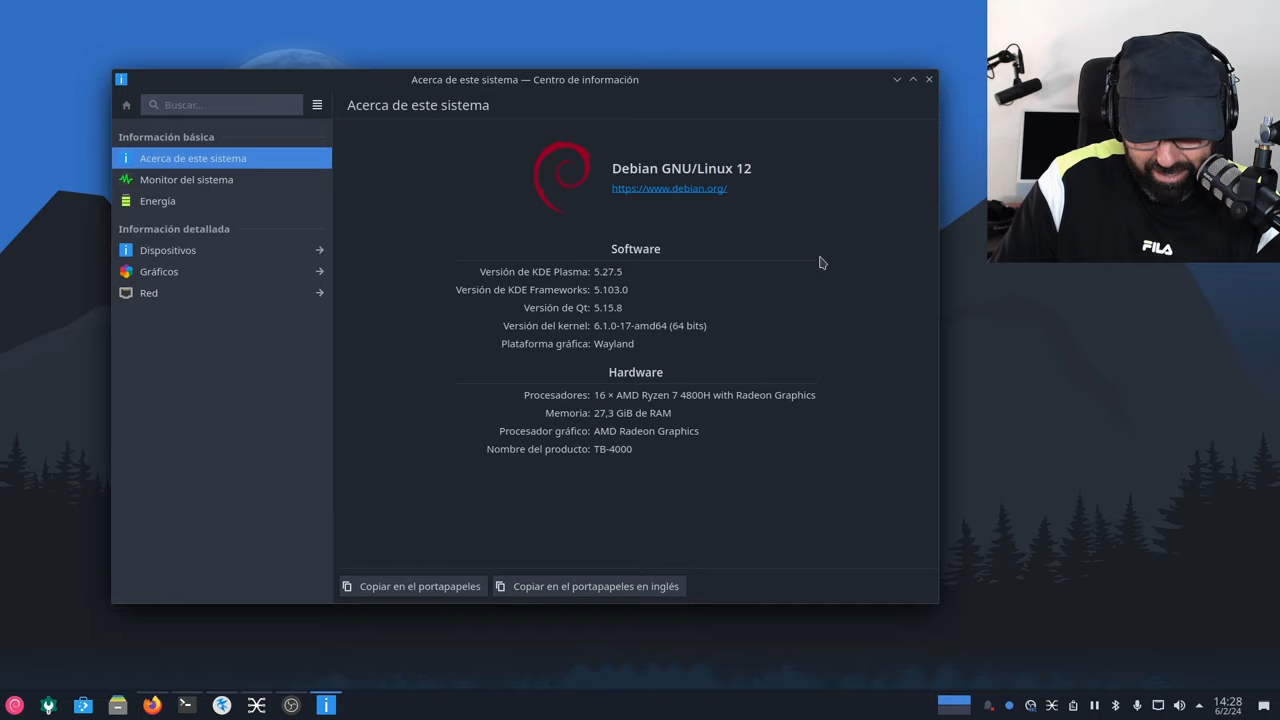 Acerca de este sistema — Centro de información
Buscar...
Acerca de este sistema
Información básica
Acerca de este sistema
Monitor del sistema
Energía
Información detallada
Dispositivos
Gráficos
Red
Debian GNU/Linux 12
https://www.debian.org/
Software
Versión de KDE Plasma: 5.27.5
Versión de KDE Frameworks: 5.103.0
Versión de Qt: 5.15.8
Versión del kernel: 6.1.0-17-amd64 (64 bits)
Plataforma gráfica: Wayland
Hardware
Procesadores: 16 × AMD Ryzen 7 4800H with Radeon Graphics
Memoria: 27,3 GiB de RAM
Procesador gráfico: AMD Radeon Graphics
Nombre del producto: TB-4000
Copiar en el portapapeles
Copiar en el portapapeles en inglés
FILA
14:28
6/2/24